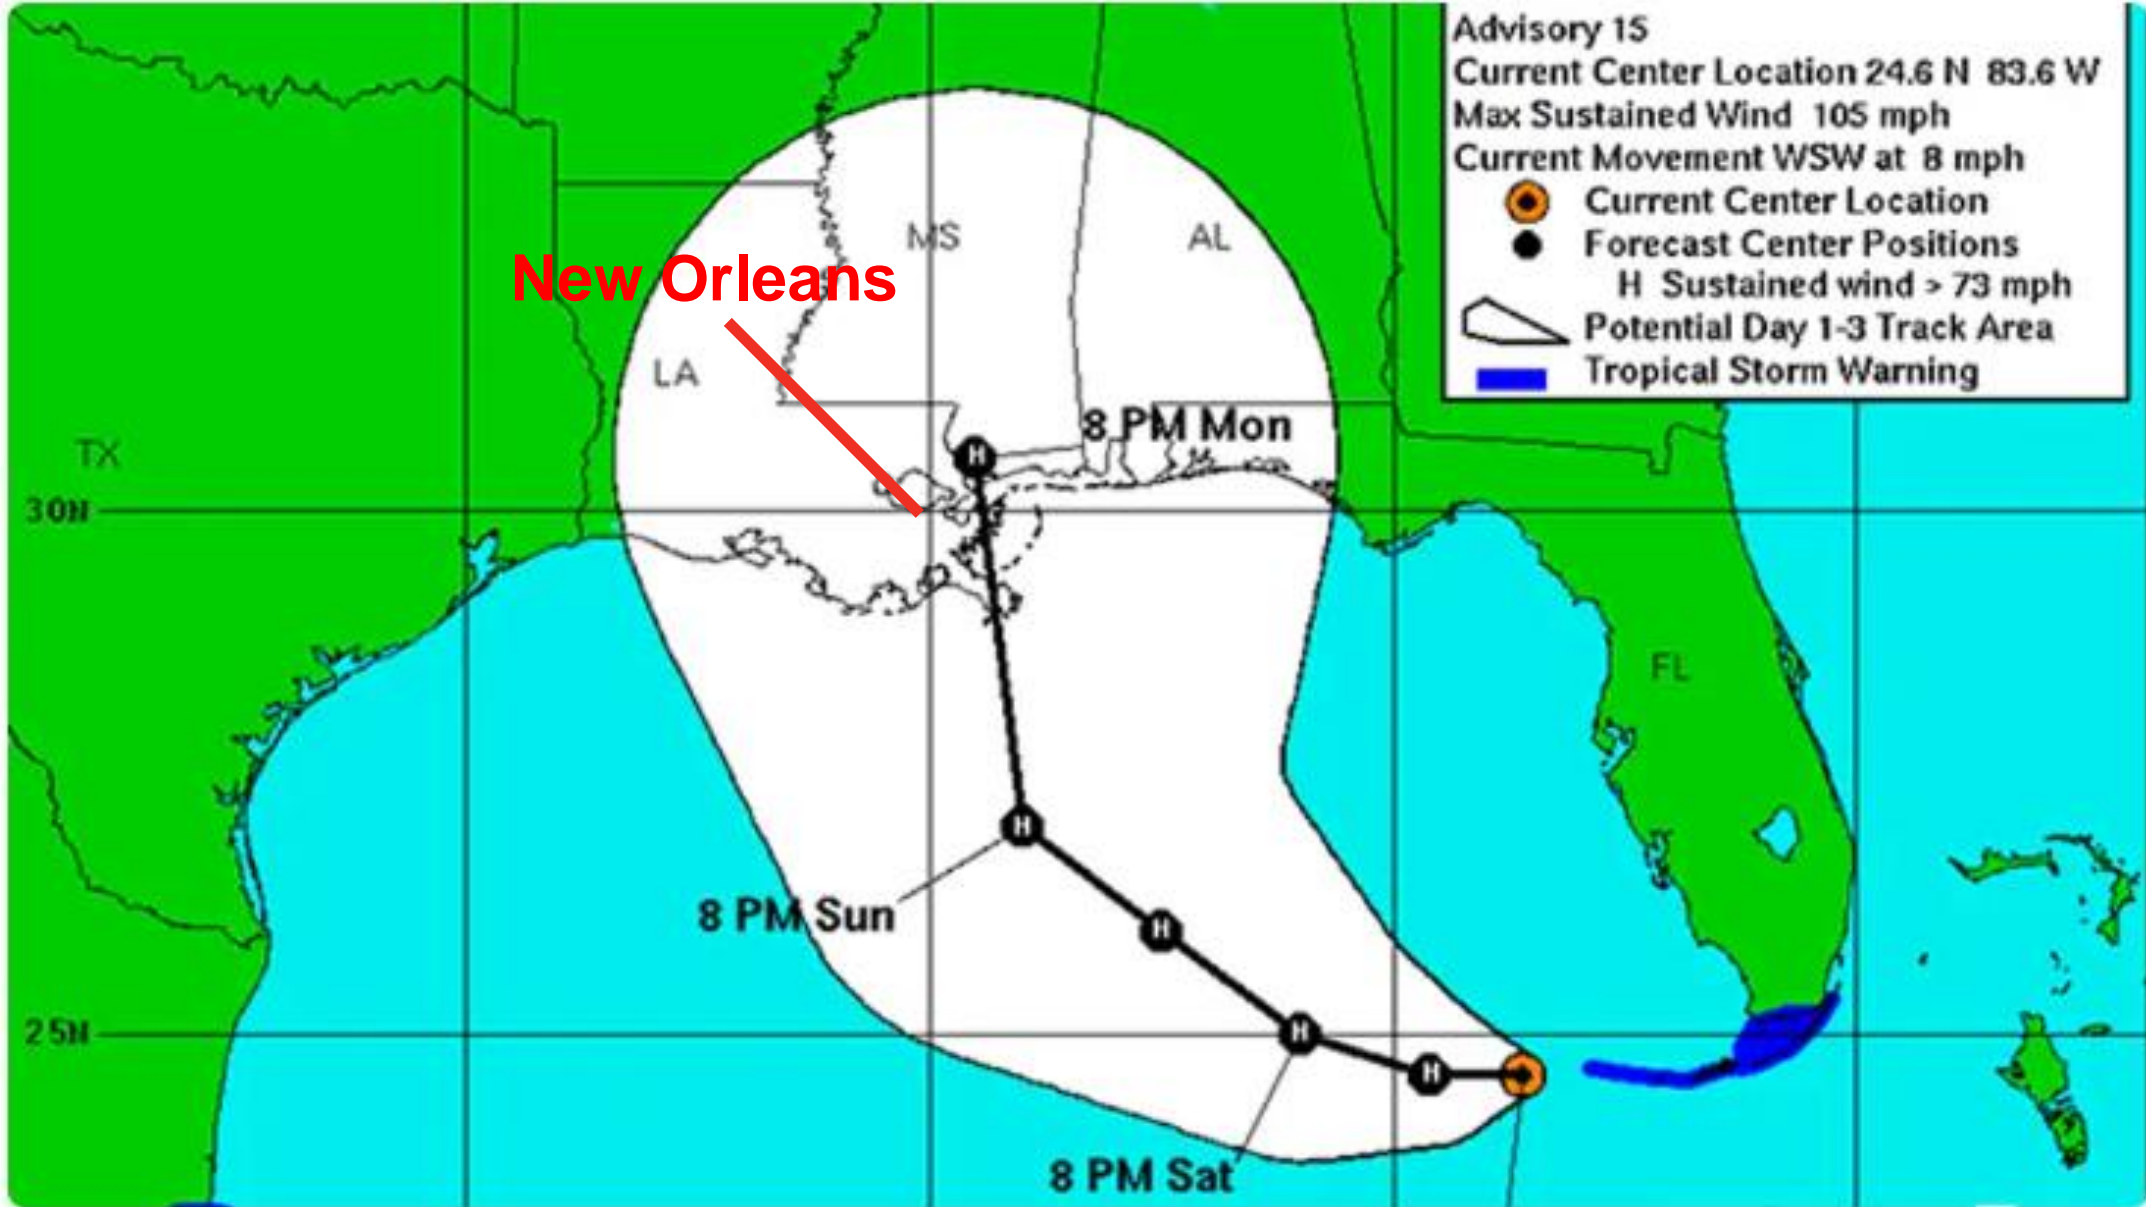 Advisory 15
Current Center Location 24.6 N 83.6 W
Max Sustained Wind 105 mph
Current Movement WSW at 8 mph
Current Center Location
Forecast Center Positions
H Sustained wind > 73 mph
Potential Day 1-3 Track Area
Tropical Storm Warning
MS
AL
New Orleans
LA
8 PM Mon
TX
H
30N
FL
H
8 PM Sun
H
25N
H
H
8 PM Sat